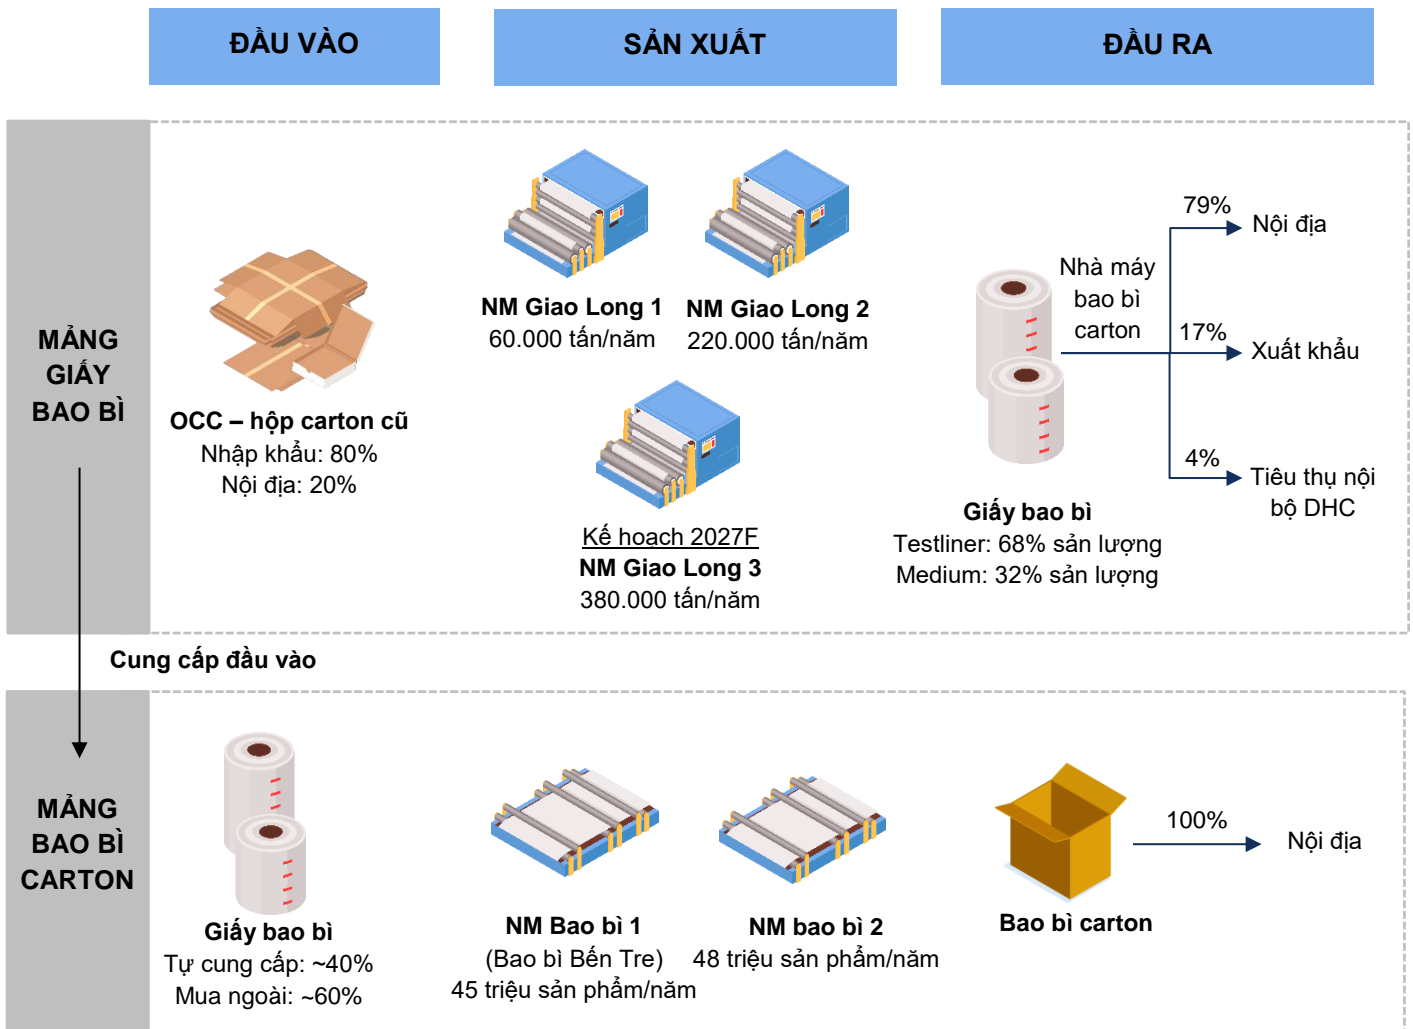 ĐẦU VÀO
SẢN XUẤT
ĐẦU RA
MẢNG
GIẤY
BAO BÌ
OCC – hộp carton cũ
Nhập khẩu: 80%
Nội địa: 20%
NM Giao Long 1
60.000 tấn/năm
NM Giao Long 2
220.000 tấn/năm
Kế hoạch 2027F
NM Giao Long 3
380.000 tấn/năm
Nhà máy
bao bì
carton
79%
Nội địa
17%
Xuất khẩu
4%
Tiêu thụ nội
bộ DHC
Giấy bao bì
Testliner: 68% sản lượng
Medium: 32% sản lượng
Cung cấp đầu vào
MẢNG
BAO BÌ
CARTON
Giấy bao bì
Tự cung cấp: ~40%
Mua ngoài: ~60%
NM Bao bì 1
(Bao bì Bến Tre)
45 triệu sản phẩm/năm
NM bao bì 2
48 triệu sản phẩm/năm
Bao bì carton
100%
Nội địa